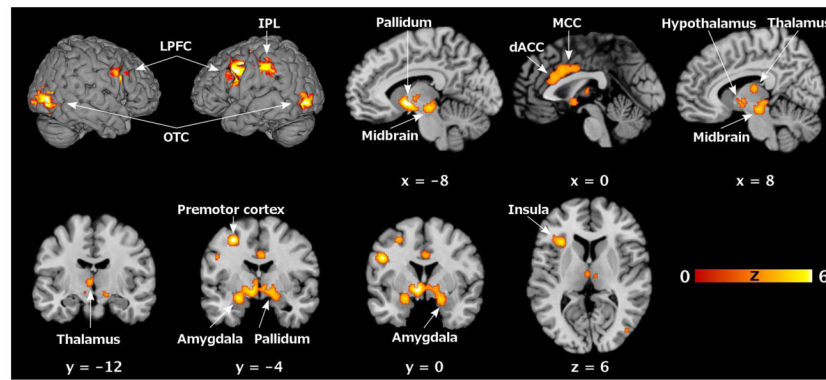 IPL
LPFC
OTC
Pallidum
Midbrain
x = -8
MCC
dACC
x = 0
Hypothalamus
Thalamus
Midbrain
x = 8
Thalamus
y = -12
Premotor cortex
Amygdala
Pallidum
y = -4
Amygdala
y = 0
Insula
z = 6
0 Z 6